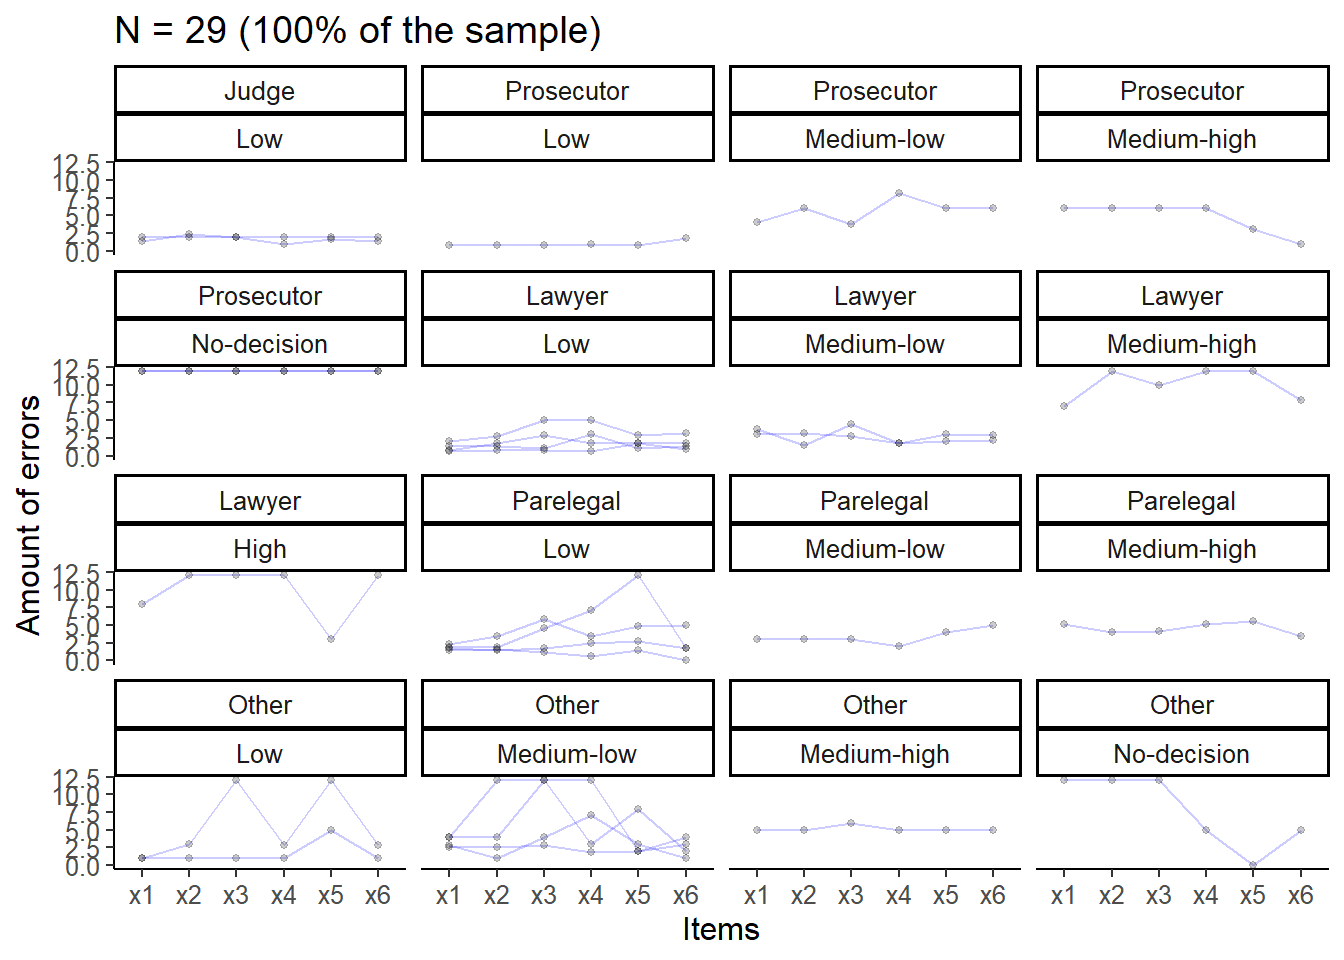 N = 29 (100% of the sample)
Judge Prosecutor Prosecutor Prosecutor
Low Low Medium-low Medium-high
12.5
10.0
7.5
5.0
2.5
0.0
Prosecutor Lawyer Lawyer Lawyer
No-decision Low Medium-low Medium-high
12.5
10.0
7.5
5.0
2.5
0.0
Lawyer Parelegal Parelegal Parelegal
High Low Medium-low Medium-high
12.5
10.0
7.5
5.0
2.5
0.0
Other Other Other Other
Low Medium-low Medium-high No-decision
12.5
10.0
7.5
5.0
2.5
0.0
x1 x2 x3 x4 x5 x6 x1 x2 x3 x4 x5 x6 x1 x2 x3 x4 x5 x6 x1 x2 x3 x4 x5 x6
Items
Amount of errors